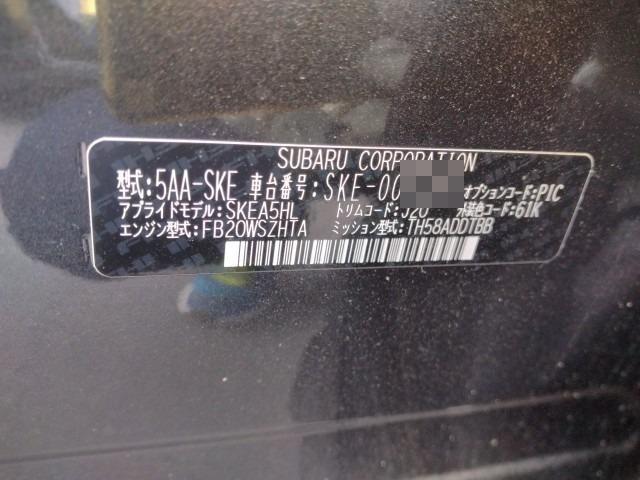 SUBARU CORPORATION
型式:5AA-SKE 車台番号:SKE-00 オプションコード:PIC
アプライドモデル:SKEA5HL トリムコード:J20 外装色コード:61K
エンジン型式:FB20WSZHTA ミッション型式:TH58ADDTBB